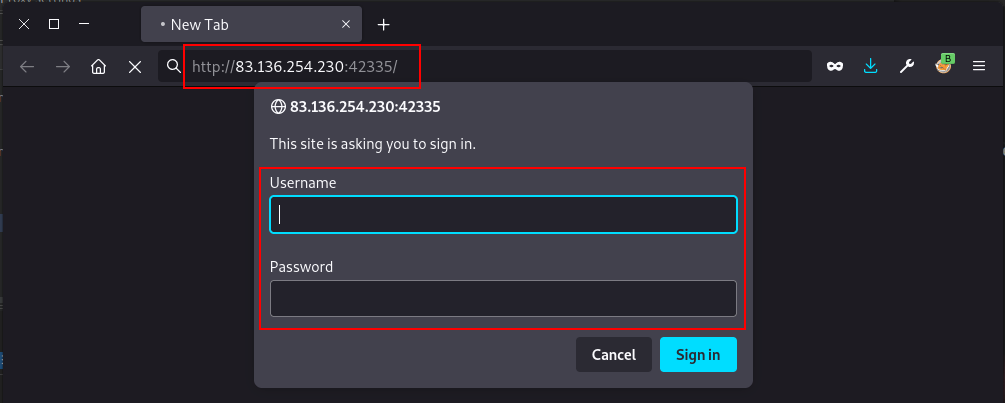 New Tab
http://83.136.254.230:42335/
B
83.136.254.230:42335
This site is asking you to sign in.
Username
Password
Cancel Sign in